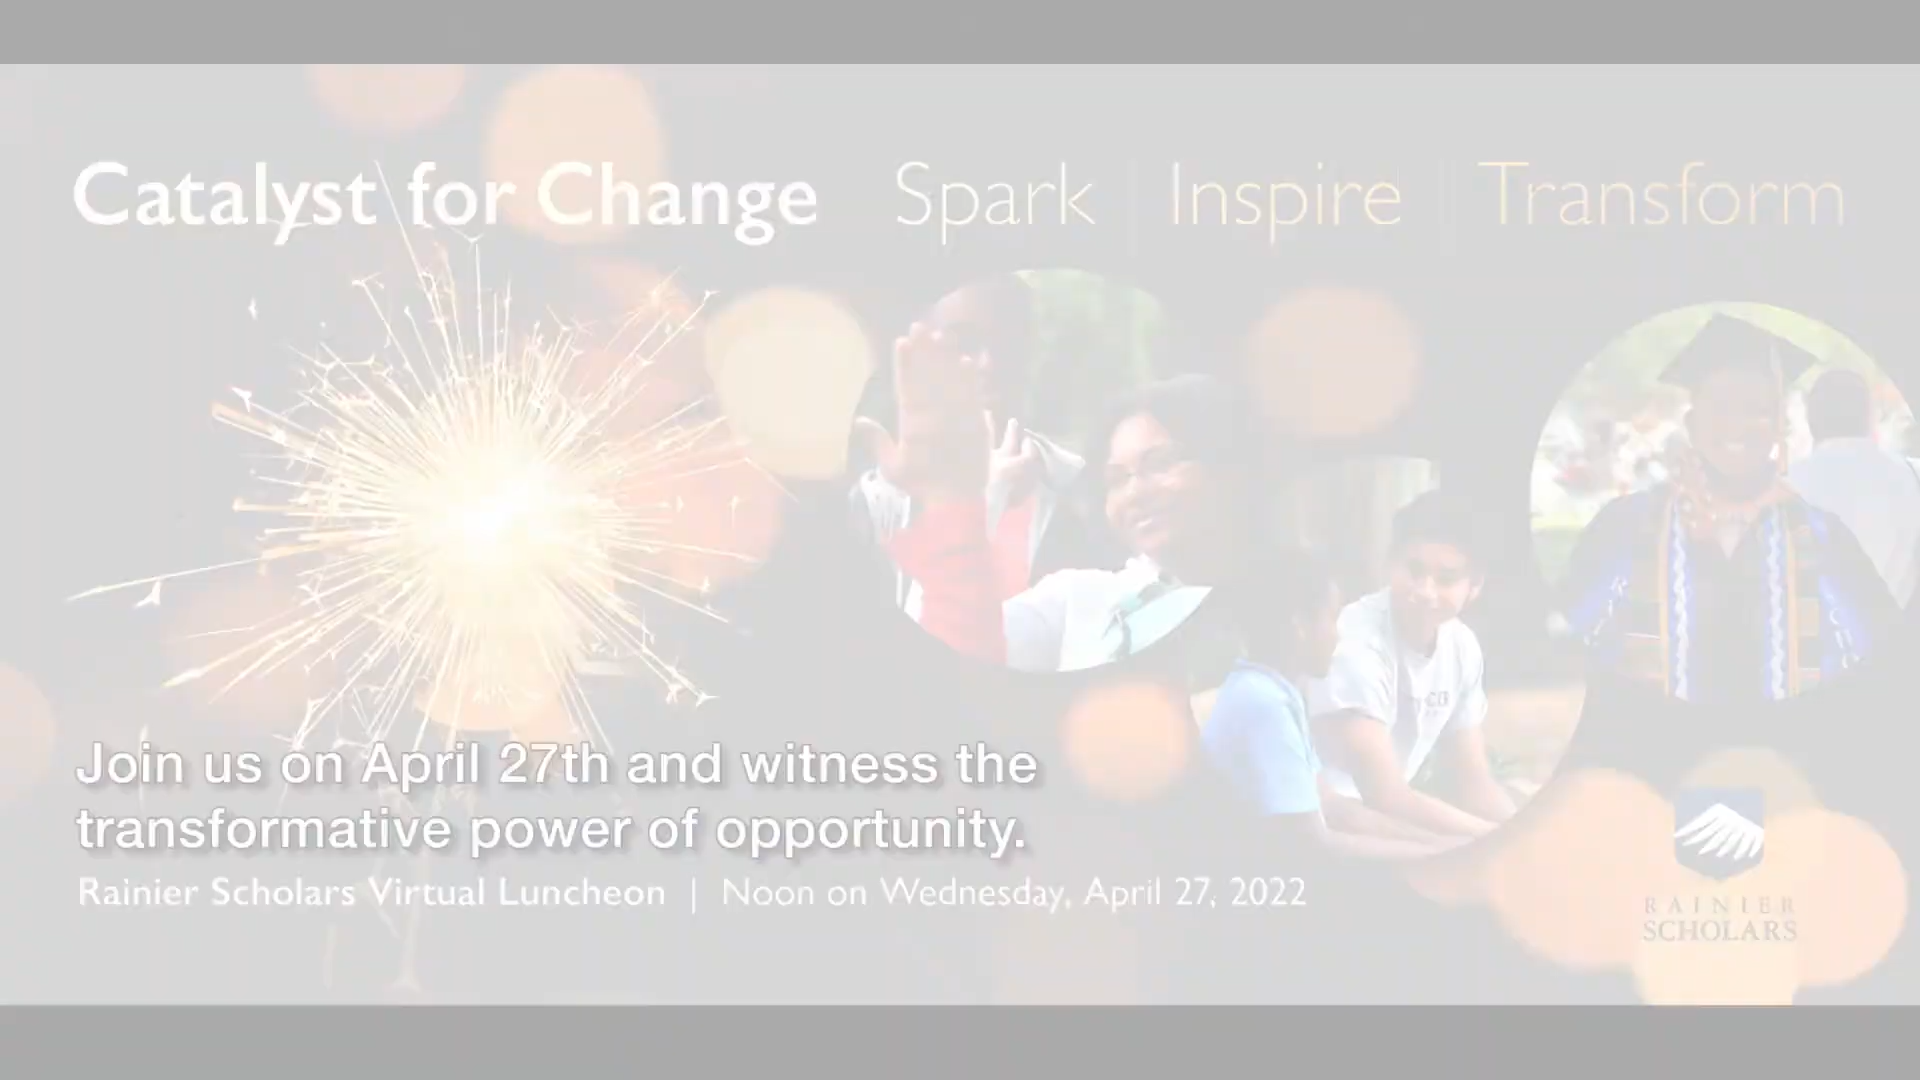 Catalyst for Change Spark | Inspire | Transform
Join us on April 27th and witness the
transformative power of opportunity.
Rainier Scholars Virtual Luncheon | Noon on Wednesday, April 27, 2022
RAINIER
SCHOLARS